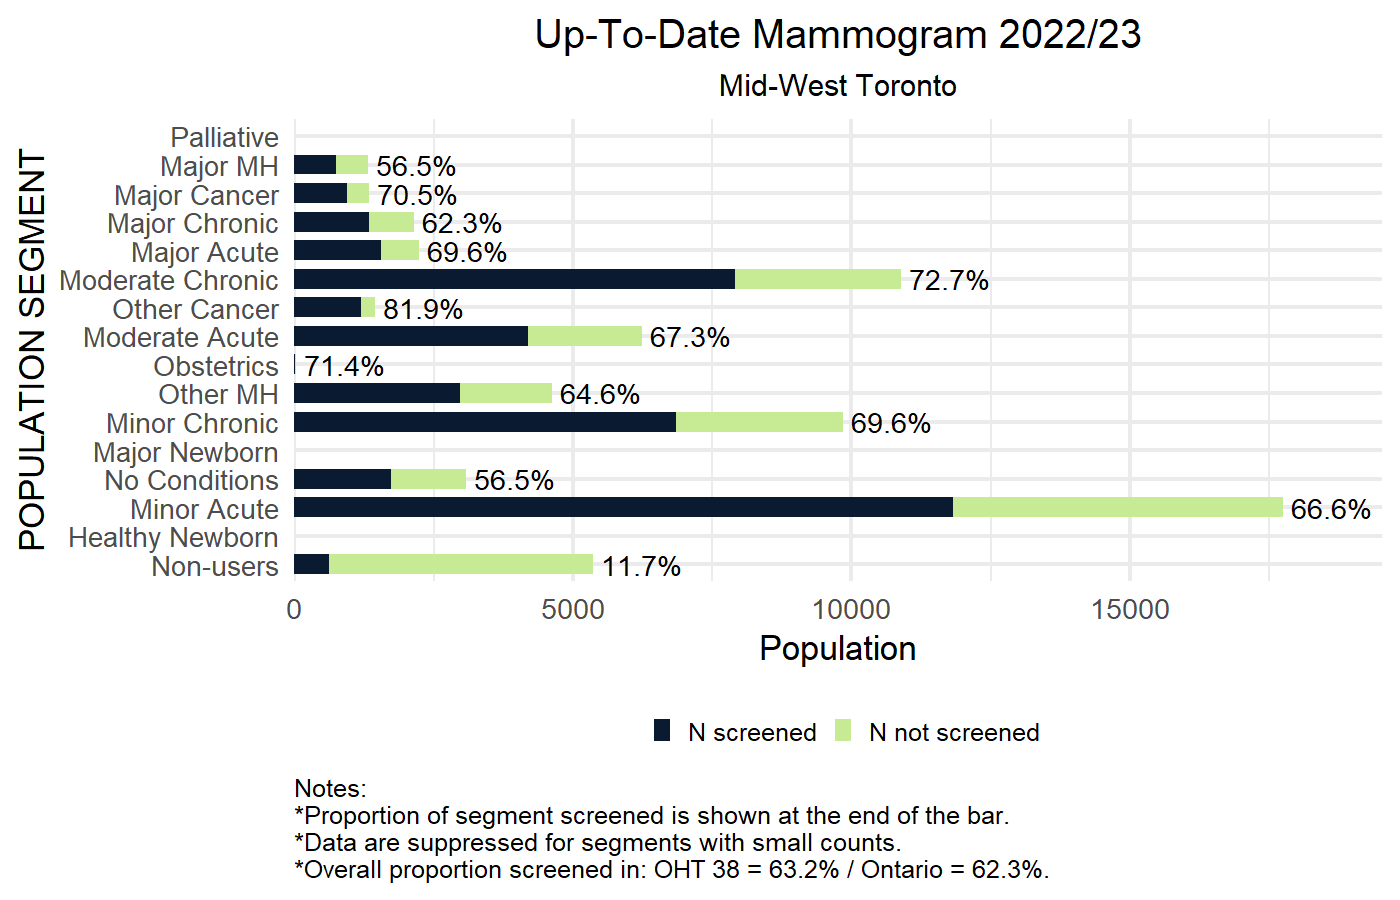 Up-To-Date Mammogram 2022/23
Mid-West Toronto
POPULATION SEGMENT
Palliative
Major MH 56.5%
Major Cancer 70.5%
Major Chronic 62.3%
Major Acute 69.6%
Moderate Chronic 72.7%
Other Cancer 81.9%
Moderate Acute 67.3%
Obstetrics 71.4%
Other MH 64.6%
Minor Chronic 69.6%
Major Newborn
No Conditions 56.5%
Minor Acute 66.6%
Healthy Newborn
Non-users 11.7%
0 5000 10000 15000
Population
N screened N not screened
Notes:
*Proportion of segment screened is shown at the end of the bar.
*Data are suppressed for segments with small counts.
*Overall proportion screened in: OHT 38 = 63.2% / Ontario = 62.3%.